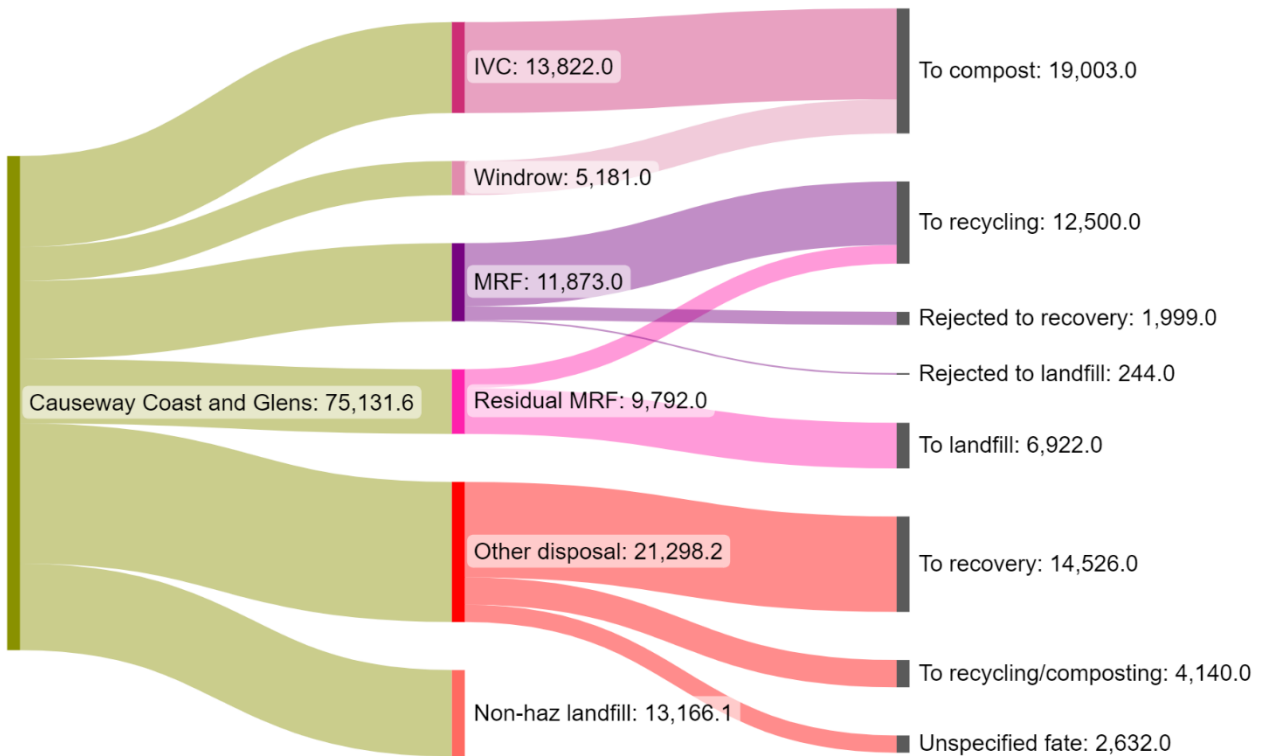 Causeway Coast and Glens: 75,131.6
IVC: 13,822.0
Windrow: 5,181.0
MRF: 11,873.0
Residual MRF: 9,792.0
Other disposal: 21,298.2
Non-haz landfill: 13,166.1
To compost: 19,003.0
To recycling: 12,500.0
Rejected to recovery: 1,999.0
Rejected to landfill: 244.0
To landfill: 6,922.0
To recovery: 14,526.0
To recycling/composting: 4,140.0
Unspecified fate: 2,632.0